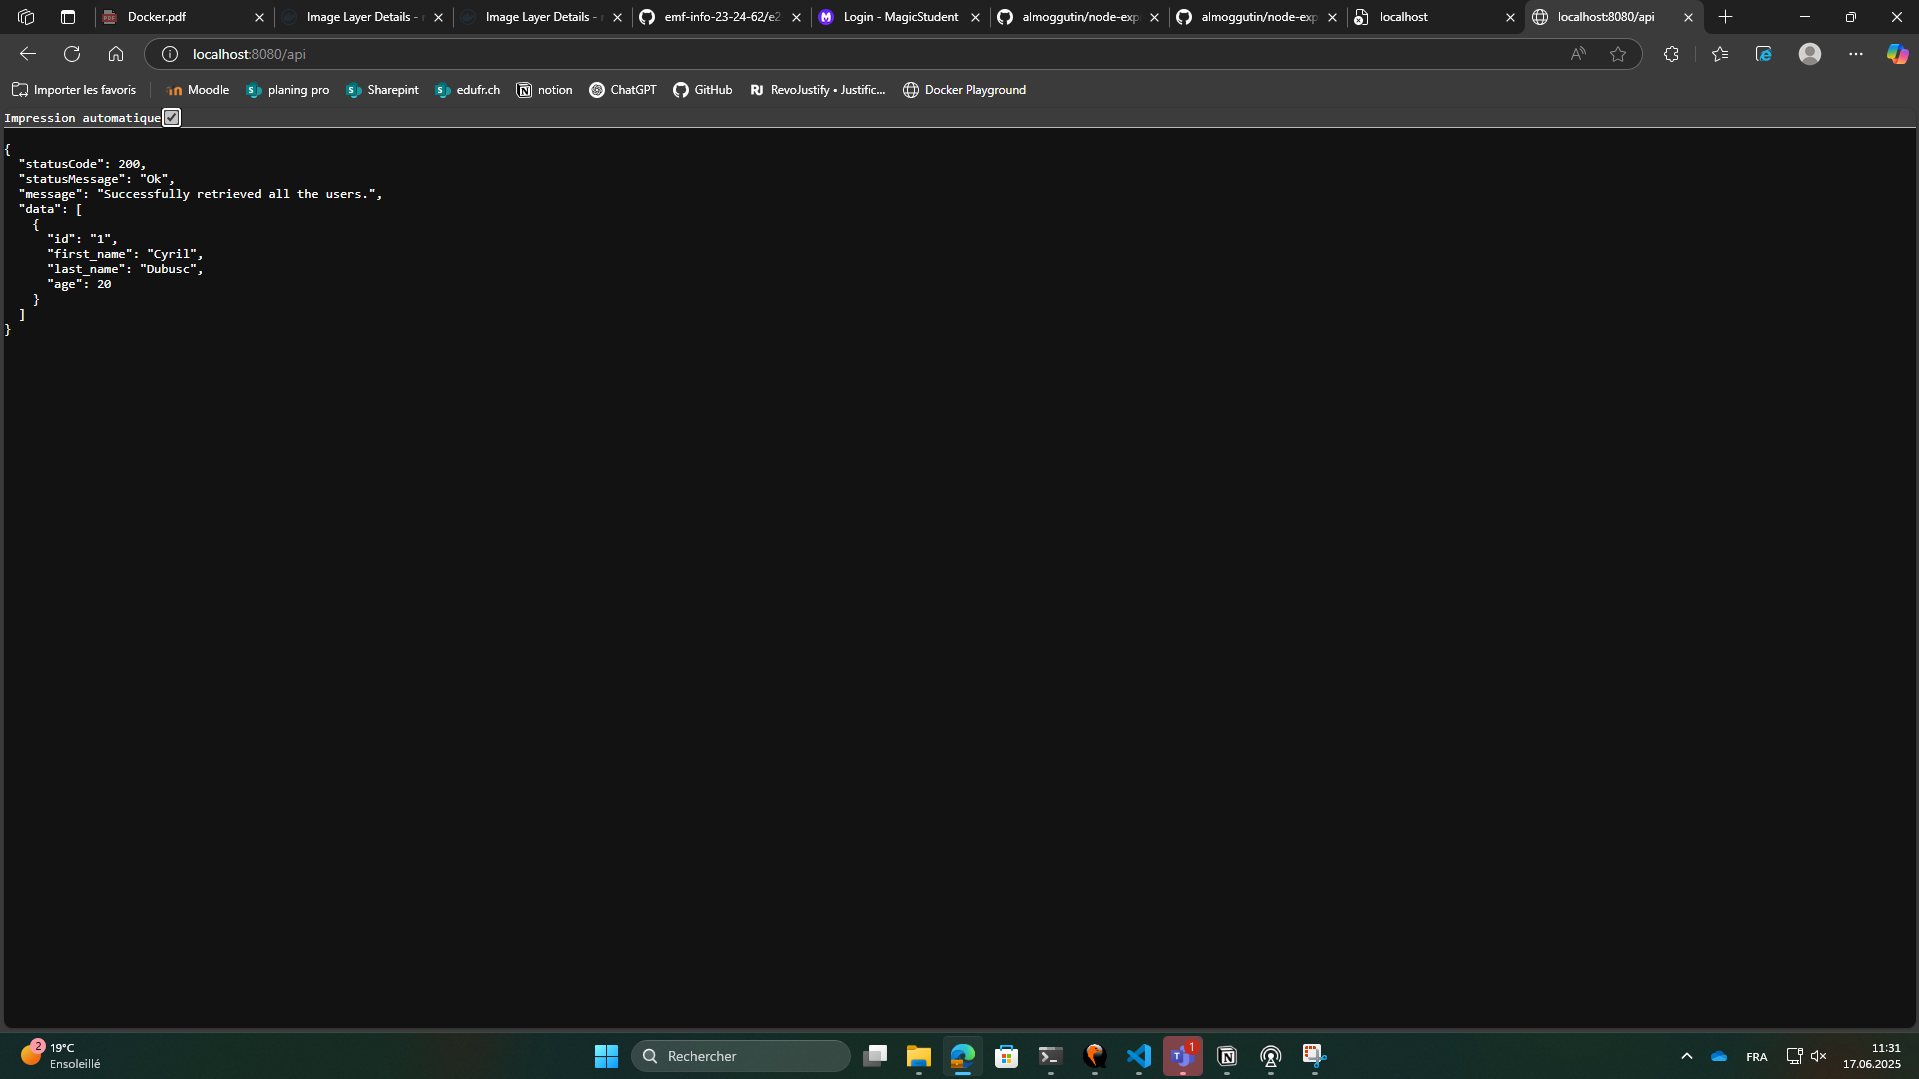 Docker.pdf
Image Layer Details -
Image Layer Details -
emf-info-23-24-62/e2
Login - MagicStudent
almoggutin/node-exp
almoggutin/node-exp
localhost
localhost:8080/api
localhost:8080/api
Importer les favoris
Moodle
planing pro
Sharepint
edufr.ch
notion
ChatGPT
GitHub
RevoJustify • Justific...
Docker Playground
Impression automatique
{
  "statusCode": 200,
  "statusMessage": "Ok",
  "message": "Successfully retrieved all the users.",
  "data": [
    {
      "id": "1",
      "first_name": "Cyril",
      "last_name": "Dubusc",
      "age": 20
    }
  ]
}
2
19°C
Ensoleillé
Rechercher
1
FRA
11:31
17.06.2025